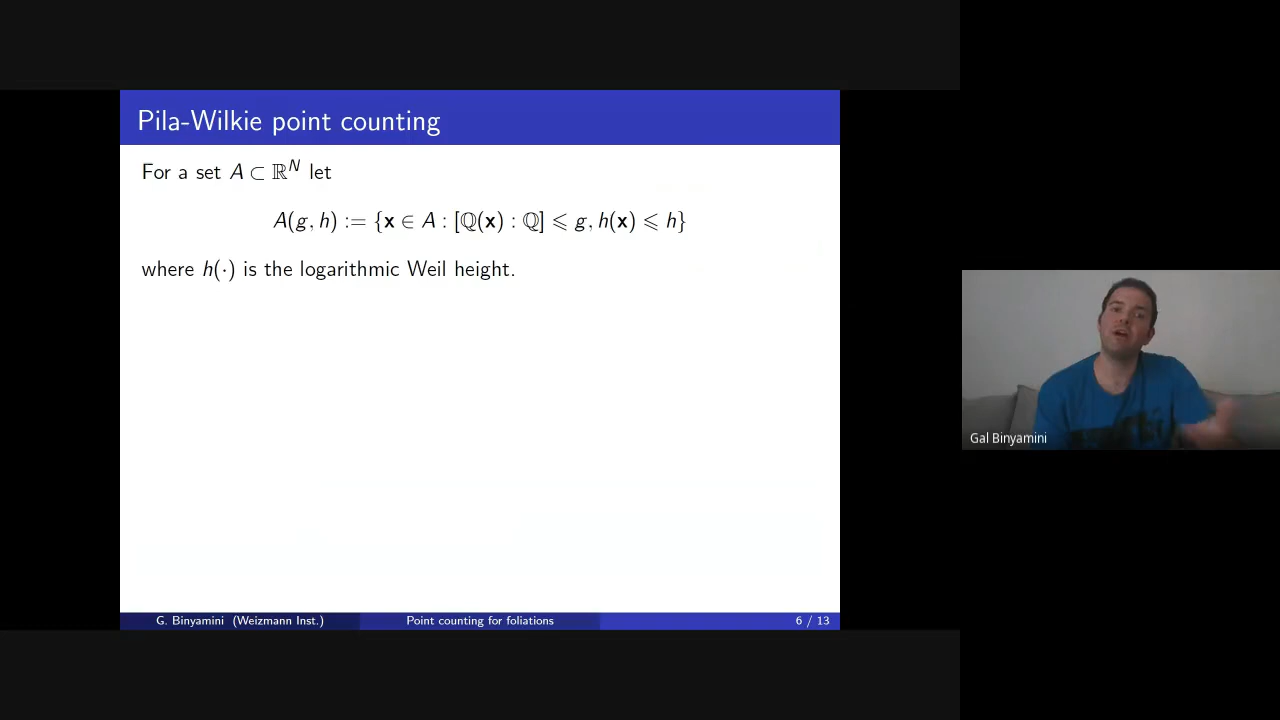 Pila-Wilkie point counting
For a set A ⊂ ℝᴺ let
A(g, h) := {x ∈ A : [ℚ(x) : ℚ] ⩽ g, h(x) ⩽ h}
where h(·) is the logarithmic Weil height.
Gal Binyamini
G. Binyamini (Weizmann Inst.) Point counting for foliations 6 / 13